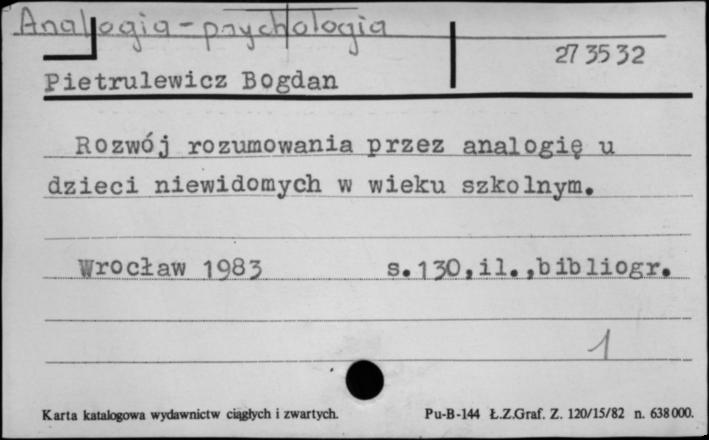 Analogia - psychologia
27 35 32
Pietrulewicz Bogdan
Rozwój rozumowania przez analogię u
dzieci niewidomych w wieku szkolnym.
Wrocław 1983 s.130,il.,bibliogr.
1
Karta katalogowa wydawnictw ciągłych i zwartych. Pu-B-144 Ł.Z.Graf. Z. 120/15/82 n. 638000.